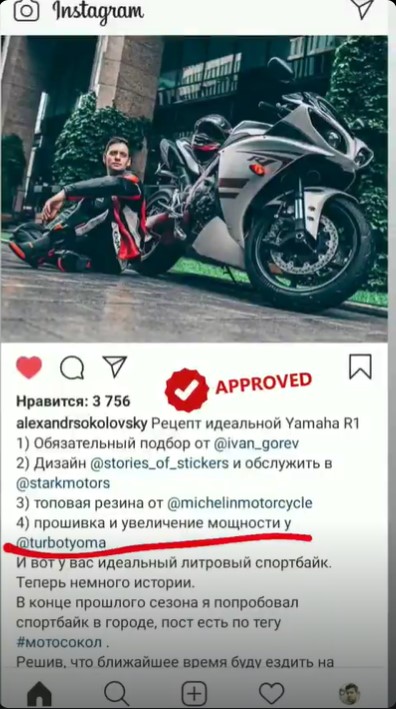 Instagram
APPROVED
Нравится: 3 756
alexandrsokolovsky Рецепт идеальной Yamaha R1
1) Обязательный подбор от @ivan_gorev
2) Дизайн @stories_of_stickers и обслужить в
@starkmotors
3) топовая резина от @michelinmotorcycle
4) прошивка и увеличение мощности у
@turbotyoma
И вот у вас идеальный литровый спортбайк.
Теперь немного истории.
В конце прошлого сезона я попробовал
спортбайк в городе, пост есть по тегу
#мотосокол .
Решив, что ближайшее время буду ездить на